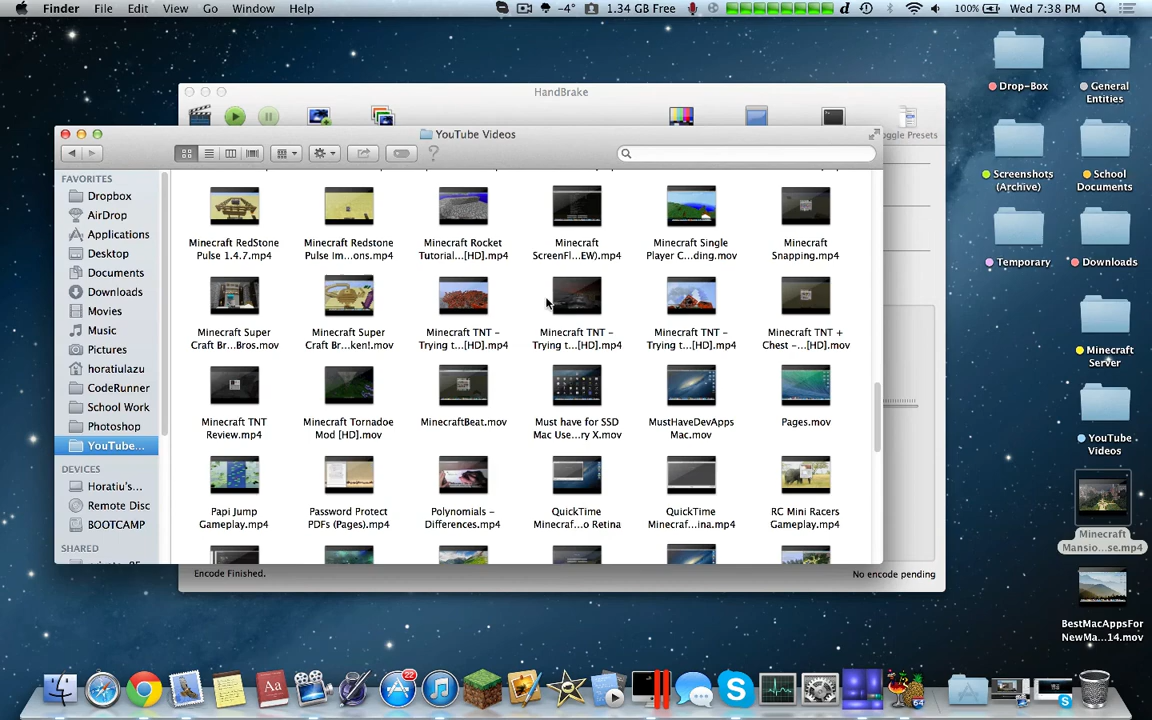 Finder File Edit View Go Window Help
-4° 1.34 GB Free 100% Wed 7:38 PM
HandBrake
Drop-Box
General
Entities
YouTube Videos
oggle Presets
FAVORITES
Dropbox
AirDrop
Applications
Desktop
Documents
Downloads
Movies
Music
Pictures
horatiulazu
CodeRunner
School Work
Photoshop
YouTube...
DEVICES
Horatiu's...
Remote Disc
BOOTCAMP
SHARED
Minecraft RedStone
Pulse 1.4.7.mp4
Minecraft Redstone
Pulse Im...ons.mp4
Minecraft Rocket
Tutorial...[HD].mp4
Minecraft
ScreenFl...EW).mp4
Minecraft Single
Player C...ding.mov
Minecraft
Snapping.mp4
Minecraft Super
Craft Br...Bros.mov
Minecraft Super
Craft Br...ken!.mov
Minecraft TNT -
Trying t...[HD].mp4
Minecraft TNT -
Trying t...[HD].mp4
Minecraft TNT -
Trying t...[HD].mp4
Minecraft TNT +
Chest -...[HD].mov
Minecraft TNT
Review.mp4
Minecraft Tornadoe
Mod [HD].mov
MinecraftBeat.mov
Must have for SSD
Mac Use...ry X.mov
MustHaveDevApps
Mac.mov
Pages.mov
Papi Jump
Gameplay.mp4
Password Protect
PDFs (Pages).mp4
Polynomials -
Differences.mp4
QuickTime
Minecraf...o Retina
QuickTime
Minecraf...ina.mp4
RC Mini Racers
Gameplay.mp4
Encode Finished.
No encode pending
Screenshots
(Archive)
School
Documents
Temporary
Downloads
Minecraft
Server
YouTube
Videos
Minecraft
Mansio...se.mp4
BestMacAppsFor
NewMa...14.mov
22
64